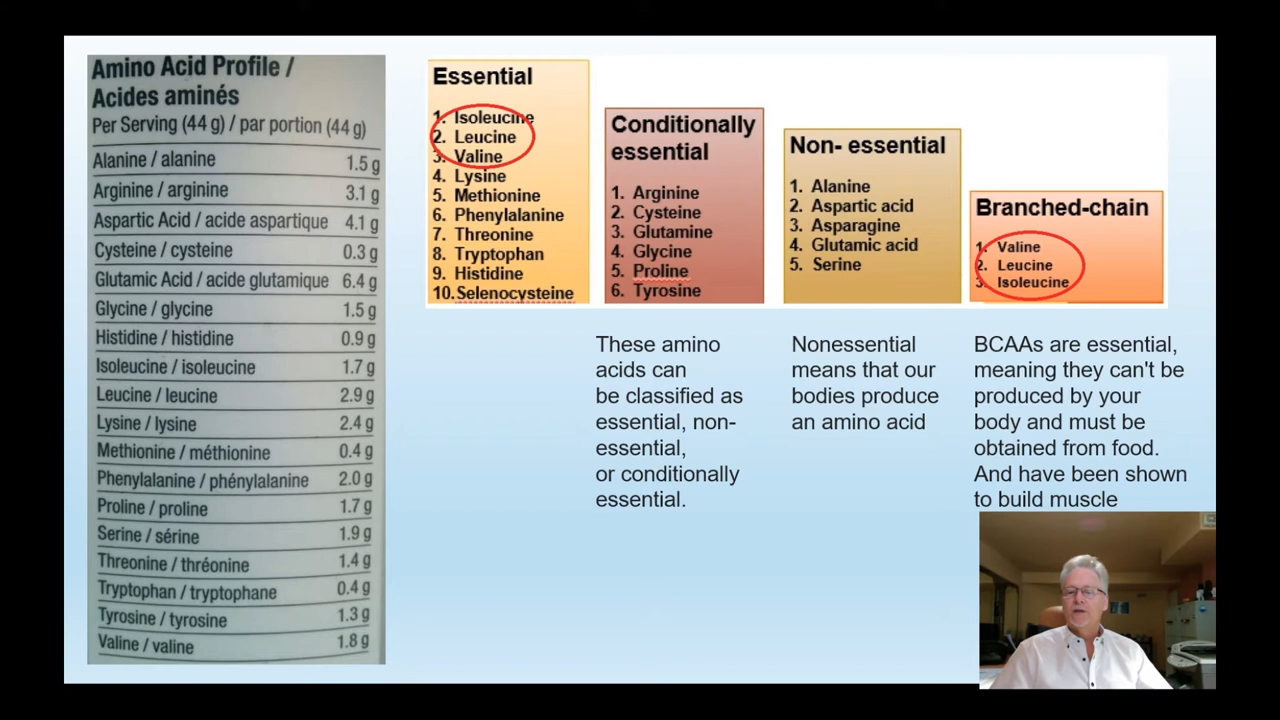 Amino Acid Profile /
Acides aminés
Per Serving (44 g) / par portion (44 g)
Alanine / alanine 1.5 g
Arginine / arginine 3.1 g
Aspartic Acid / acide aspartique 4.1 g
Cysteine / cysteine 0.3 g
Glutamic Acid / acide glutamique 6.4 g
Glycine / glycine 1.5 g
Histidine / histidine 0.9 g
Isoleucine / isoleucine 1.7 g
Leucine / leucine 2.9 g
Lysine / lysine 2.4 g
Methionine / méthionine 0.4 g
Phenylalanine / phénylalanine 2.0 g
Proline / proline 1.7 g
Serine / sérine 1.9 g
Threonine / thréonine 1.4 g
Tryptophan / tryptophane 0.4 g
Tyrosine / tyrosine 1.3 g
Valine / valine 1.8 g
Essential
1. Isoleucine
2. Leucine
3. Valine
4. Lysine
5. Methionine
6. Phenylalanine
7. Threonine
8. Tryptophan
9. Histidine
10. Selenocysteine
Conditionally
essential
1. Arginine
2. Cysteine
3. Glutamine
4. Glycine
5. Proline
6. Tyrosine
Non- essential
1. Alanine
2. Aspartic acid
3. Asparagine
4. Glutamic acid
5. Serine
Branched-chain
1. Valine
2. Leucine
3. Isoleucine
These amino
acids can
be classified as
essential, non-
essential,
or conditionally
essential.
Nonessential
means that our
bodies produce
an amino acid
BCAAs are essential,
meaning they can't be
produced by your
body and must be
obtained from food.
And have been shown
to build muscle